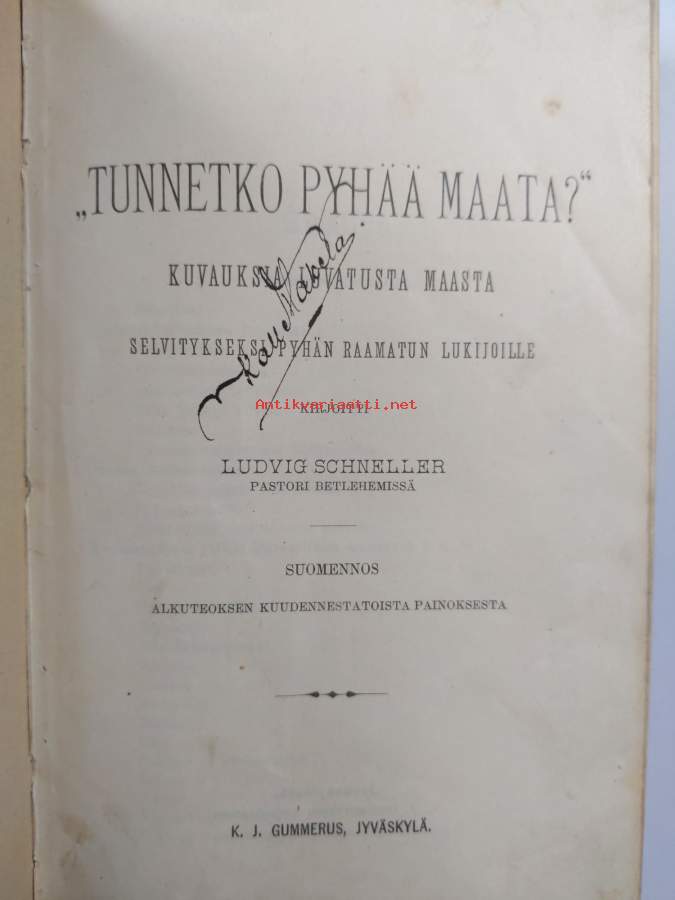 „TUNNETKO PYHÄÄ MAATA?“
KUVAUKSIA LUVATUSTA MAASTA
SELVITYKSEKSI PYHÄN RAAMATUN LUKIJOILLE
KIRJOITTI
Antikvariaatti.net
LUDVIG SCHNELLER
PASTORI BETLEHEMISSÄ
SUOMENNOS
ALKUTEOKSEN KUUDENNESTATOISTA PAINOKSESTA
K. J. GUMMERUS, JYVÄSKYLÄ.